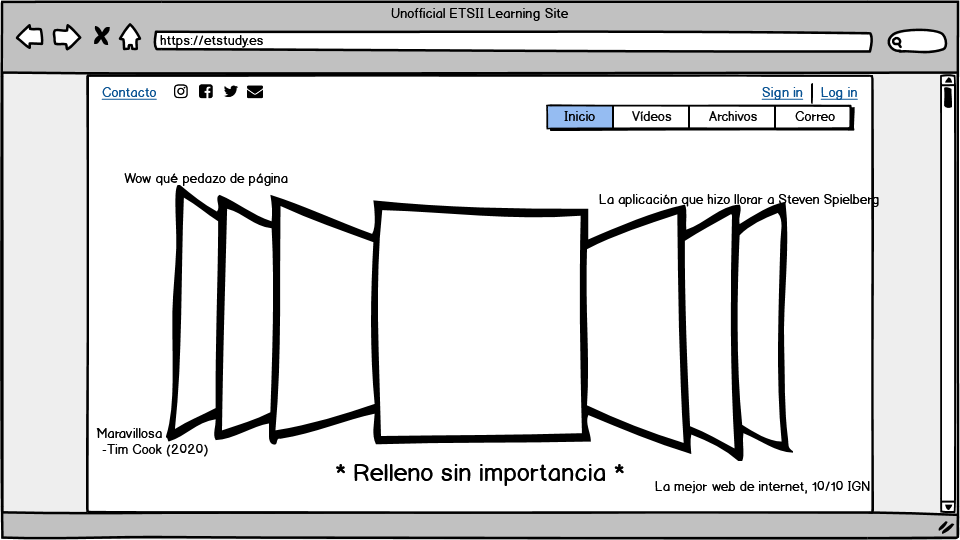 Unofficial ETSII Learning Site
https://etstudy.es
Contacto
Sign in
Log in
Inicio
Vídeos
Archivos
Correo
Wow qué pedazo de página
La aplicación que hizo llorar a Steven Spielberg
Maravillosa
-Tim Cook (2020)
* Relleno sin importancia *
La mejor web de internet, 10/10 IGN